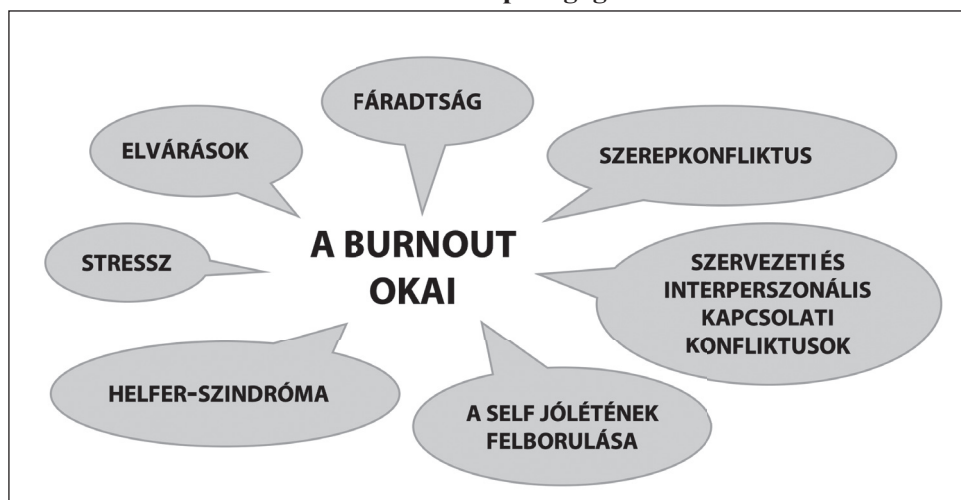 FÁRADTSÁG
ELVÁRÁSOK
SZEREPKONFLIKTUS
A BURNOUT
OKAI
STRESSZ
SZERVEZETI ÉS
INTERPERSZONÁLIS
KAPCSOLATI
KONFLIKTUSOK
HELFER-SZINDRÓMA
A SELF JÓLÉTÉNEK
FELBORULÁSA